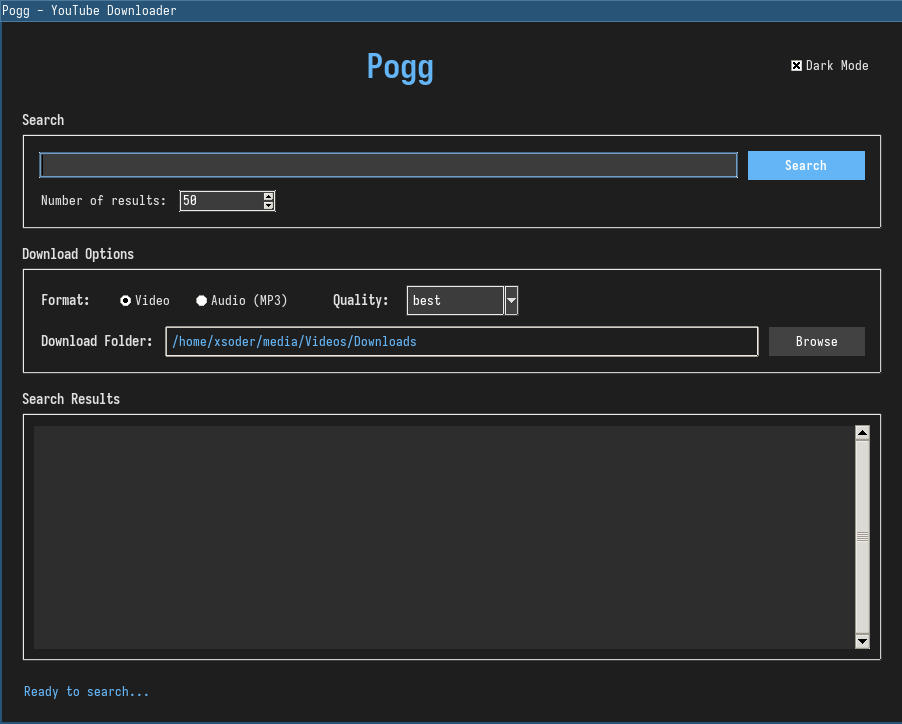 Pogg - YouTube Downloader
Pogg
Dark Mode
Search
Search
Number of results: 50
Download Options
Format: Video Audio (MP3) Quality: best
Download Folder: /home/xsoder/media/Videos/Downloads Browse
Search Results
Ready to search...